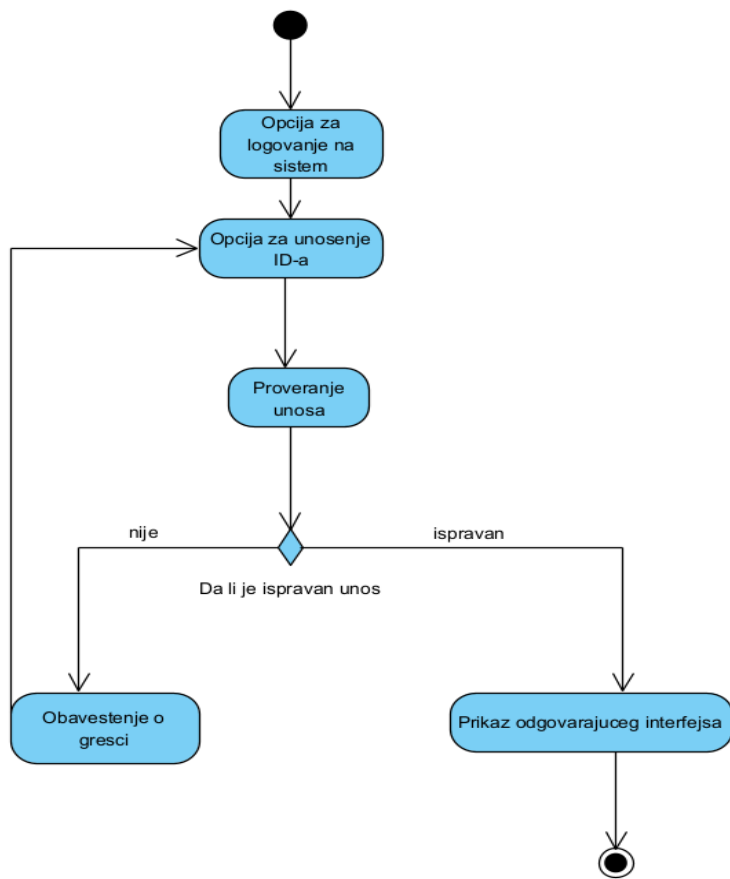 Opcija za
logovanje na
sistem
Opcija za unosenje
ID-a
Proveranje
unosa
nije
ispravan
Da li je ispravan unos
Obavestenje o
gresci
Prikaz odgovarajuceg interfejsa